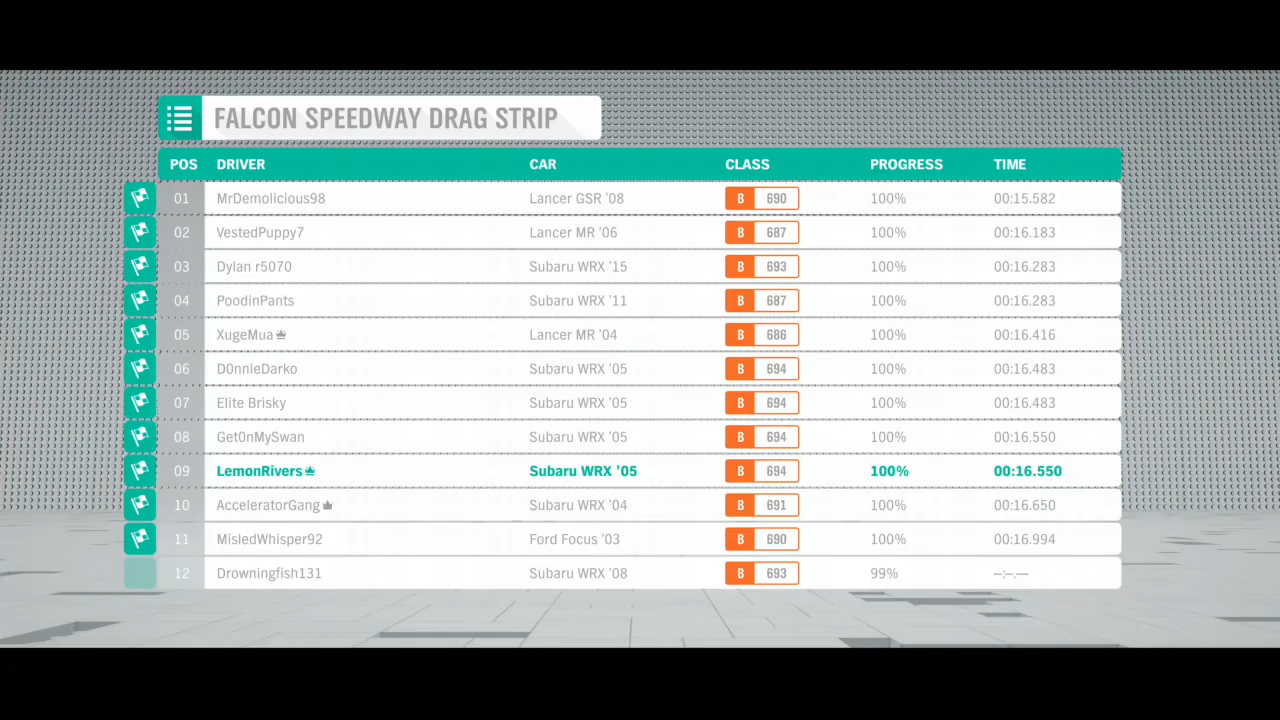 FALCON SPEEDWAY DRAG STRIP
POS DRIVER CAR CLASS PROGRESS TIME
01 MrDemolicious98 Lancer GSR '08 B 690 100% 00:15.582
02 VestedPuppy7 Lancer MR '06 B 687 100% 00:16.183
03 Dylan r5070 Subaru WRX '15 B 693 100% 00:16.283
04 PoodinPants Subaru WRX '11 B 687 100% 00:16.283
05 XugeMua Lancer MR '04 B 686 100% 00:16.416
06 D0nnieDarko Subaru WRX '05 B 694 100% 00:16.483
07 Elite Brisky Subaru WRX '05 B 694 100% 00:16.483
08 Get0nMySwan Subaru WRX '05 B 694 100% 00:16.550
09 LemonRivers Subaru WRX '05 B 694 100% 00:16.550
10 AcceleratorGang Subaru WRX '04 B 691 100% 00:16.650
11 MisledWhisper92 Ford Focus '03 B 690 100% 00:16.994
12 Drowningfish131 Subaru WRX '08 B 693 99% --:--.---